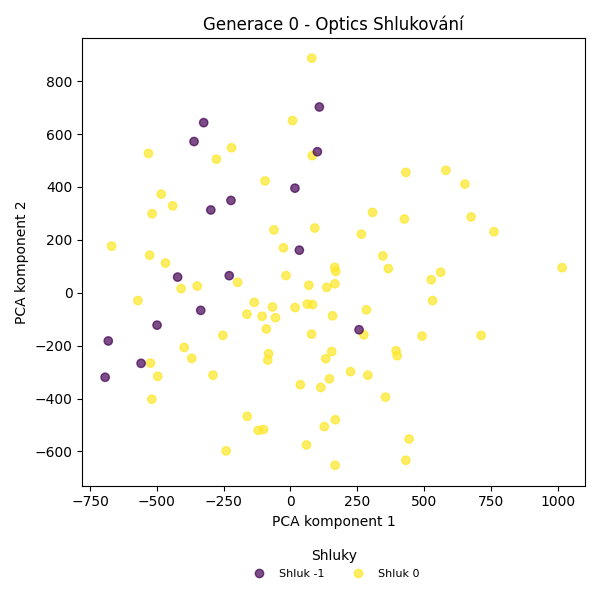 Generace 0 - Optics Shlukování
PCA komponent 2
800
600
400
200
0
−200
−400
−600
−750 −500 −250 0 250 500 750 1000
PCA komponent 1
Shluky
Shluk -1 Shluk 0